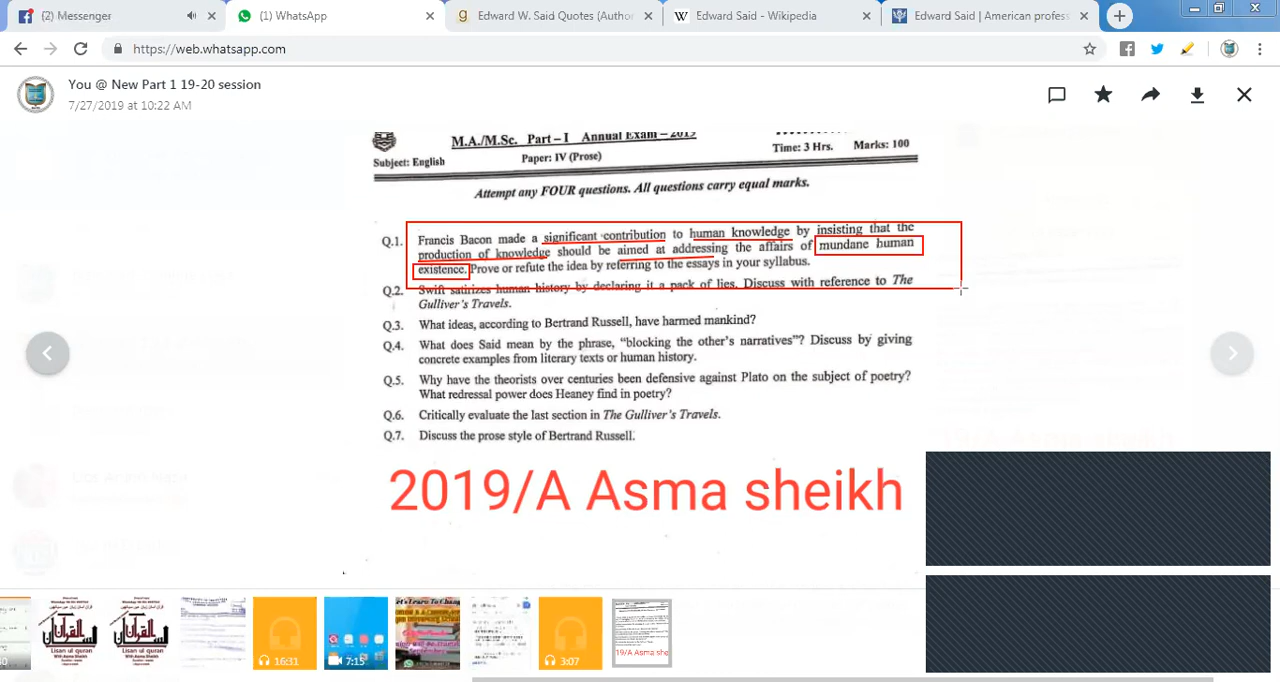 (2) Messenger
(1) WhatsApp
Edward W. Said Quotes (Author
Edward Said - Wikipedia
Edward Said | American profes
https://web.whatsapp.com
You @ New Part 1 19-20 session
7/27/2019 at 10:22 AM
M.A./M.Sc. Part – I Annual Exam – 2019
Subject: English Paper: IV (Prose) Time: 3 Hrs. Marks: 100
Attempt any FOUR questions. All questions carry equal marks.
Q.1. Francis Bacon made a significant contribution to human knowledge by insisting that the
production of knowledge should be aimed at addressing the affairs of mundane human
existence. Prove or refute the idea by referring to the essays in your syllabus.
Q.2. Swift satirizes human history by declaring it a pack of lies. Discuss with reference to The
Gulliver's Travels.
Q.3. What ideas, according to Bertrand Russell, have harmed mankind?
Q.4. What does Said mean by the phrase, "blocking the other's narratives"? Discuss by giving
concrete examples from literary texts or human history.
Q.5. Why have the theorists over centuries been defensive against Plato on the subject of poetry?
What redressal power does Heaney find in poetry?
Q.6. Critically evaluate the last section in The Gulliver's Travels.
Q.7. Discuss the prose style of Bertrand Russell.
2019/A Asma sheikh
Lisan ul quran
Lisan ul quran
16:31
7:15
3:07
19/A Asma she